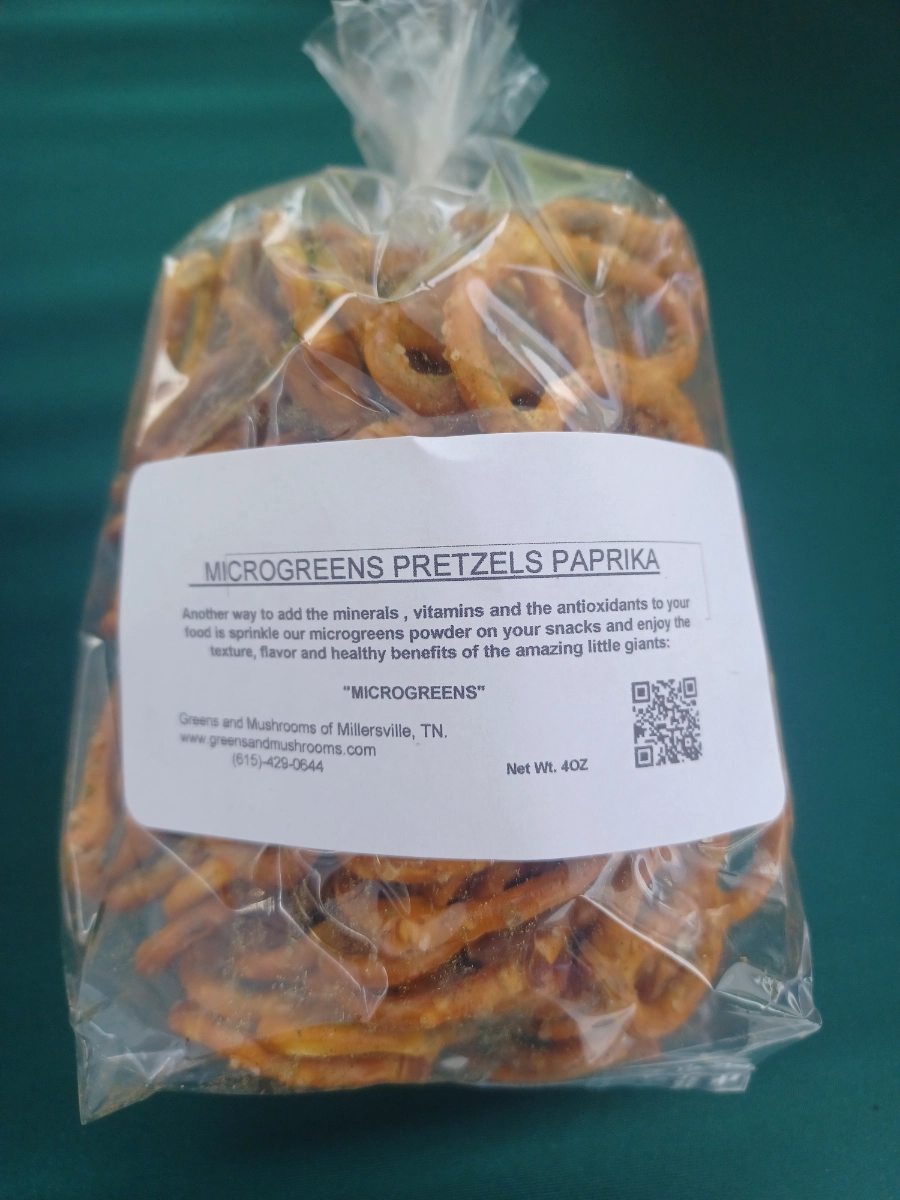 MICROGREENS PRETZELS PAPRIKA
Another way to add the minerals , vitamins and the antioxidants to your
food is sprinkle our microgreens powder on your snacks and enjoy the
texture, flavor and healthy benefits of the amazing little giants:
"MICROGREENS"
Greens and Mushrooms of Millersville, TN.
www.greensandmushrooms.com
(615)-429-0644
Net Wt. 4OZ